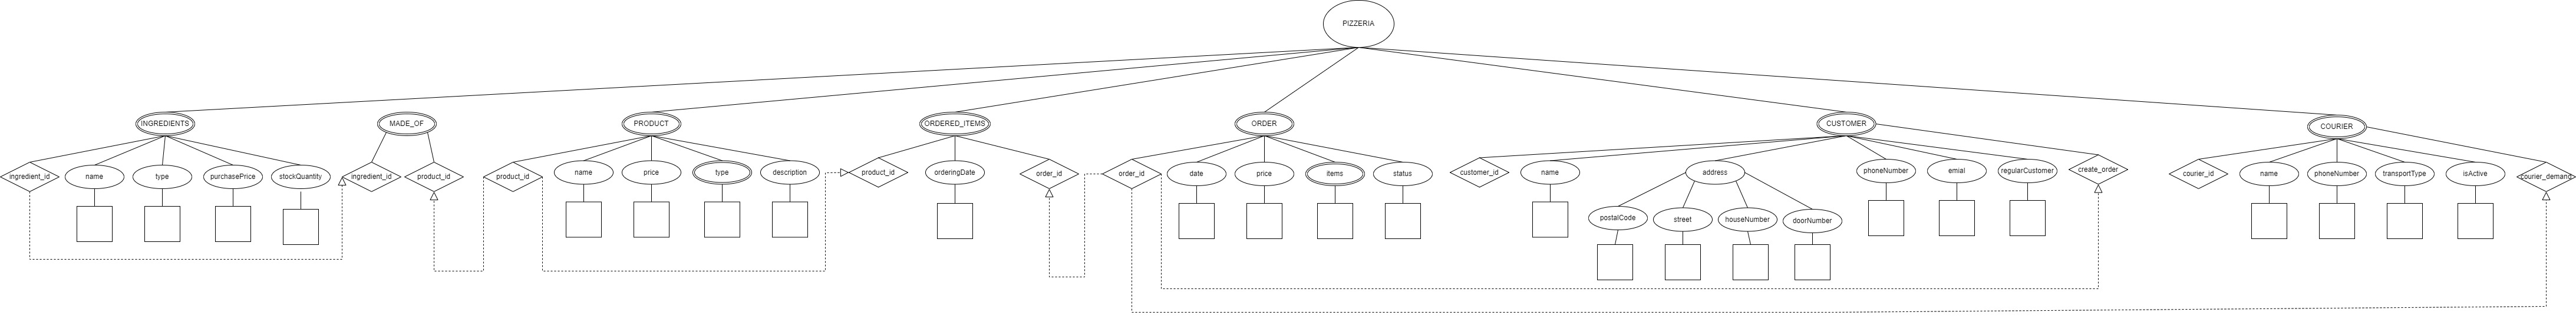 PIZZERIA
INGREDIENTS
MADE_OF
PRODUCT
ORDERED_ITEMS
ORDER
CUSTOMER
COURIER
ingredient_id
name
type
purchasePrice
stockQuantity
ingredient_id
product_id
product_id
name
price
type
description
product_id
orderingDate
order_id
order_id
date
price
items
status
customer_id
name
address
phoneNumber
emial
regularCustomer
create_order
courier_id
name
phoneNumber
transportType
isActive
courier_demand
postalCode
street
houseNumber
doorNumber